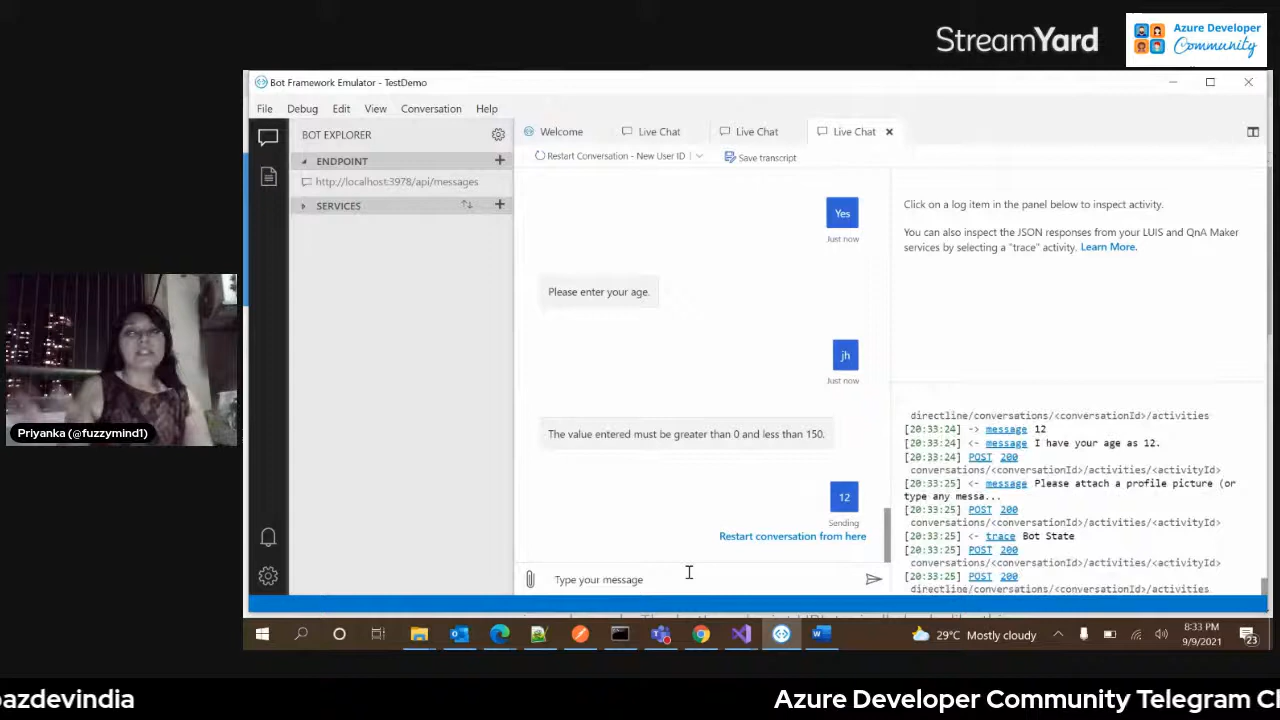 StreamYard
Azure Developer
Community
Bot Framework Emulator - TestDemo
File Debug Edit View Conversation Help
BOT EXPLORER
ENDPOINT
http://localhost:3978/api/messages
SERVICES
Welcome
Live Chat
Live Chat
Live Chat
Restart Conversation - New User ID
Save transcript
Yes
Just now
Please enter your age.
jh
Just now
The value entered must be greater than 0 and less than 150.
12
Sending
Restart conversation from here
Type your message
Click on a log item in the panel below to inspect activity.
You can also inspect the JSON responses from your LUIS and QnA Maker
services by selecting a "trace" activity. Learn More.
directline/conversations/<conversationId>/activities
[20:33:24] -> message 12
[20:33:24] <- message I have your age as 12.
[20:33:24] POST 200
conversations/<conversationId>/activities/<activityId>
[20:33:25] <- message Please attach a profile picture (or
type any messa...
[20:33:25] POST 200
conversations/<conversationId>/activities/<activityId>
[20:33:25] <- trace Bot State
[20:33:25] POST 200
conversations/<conversationId>/activities/<activityId>
[20:33:25] POST 200
directline/conversations/<conversationId>/activities
Priyanka (@fuzzymind1)
29°C Mostly cloudy
8:33 PM
9/9/2021
23
azdevindia
Azure Developer Community Telegram